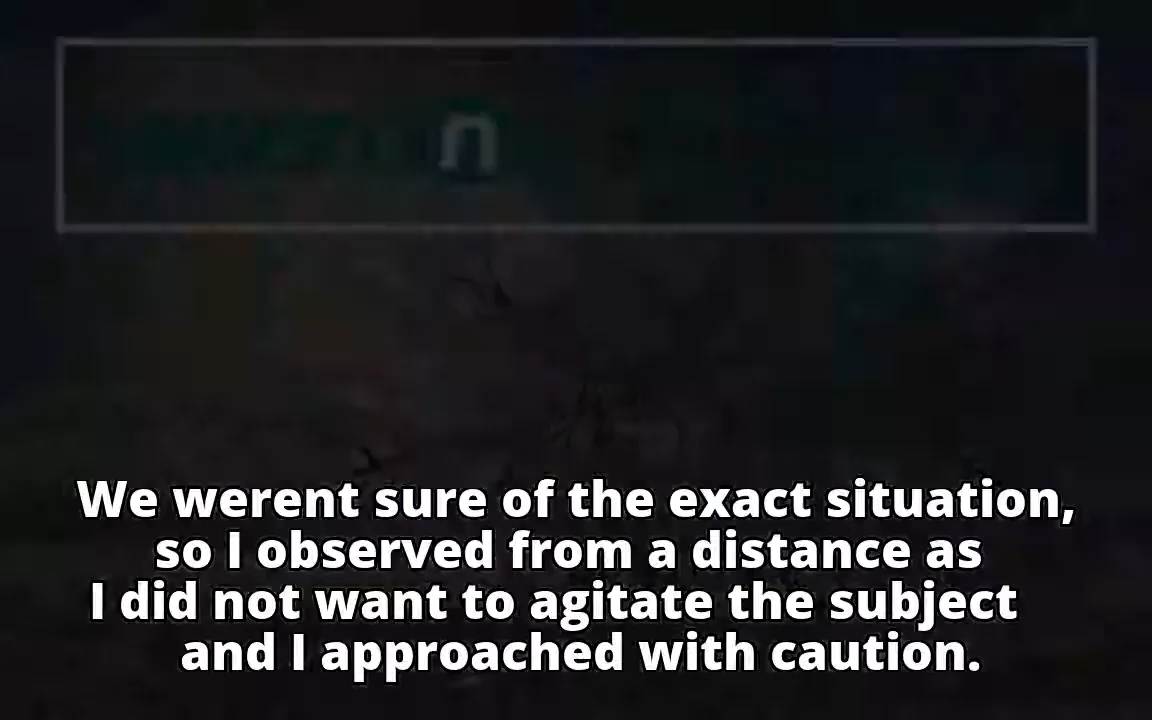 n
We werent sure of the exact situation,
so I observed from a distance as
I did not want to agitate the subject
and I approached with caution.